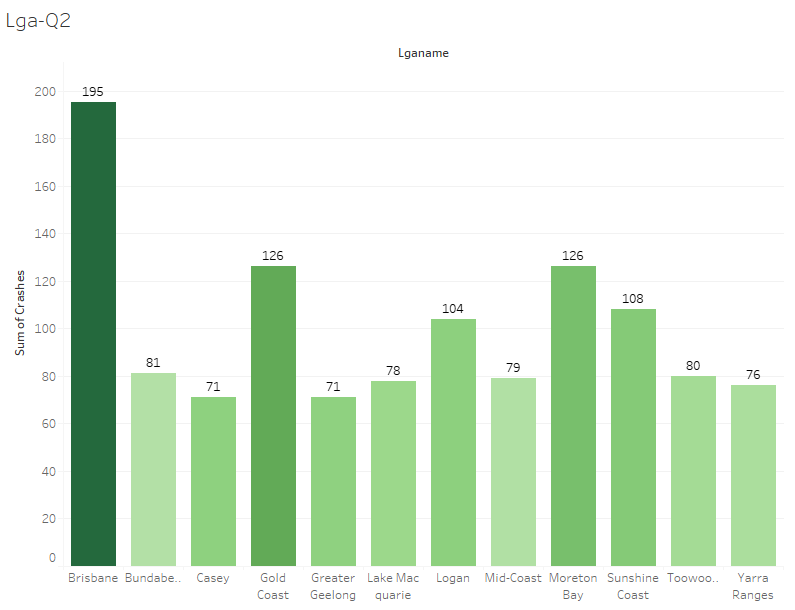 Lga-Q2
Lganame
Sum of Crashes
200
180
160
140
120
100
80
60
40
20
0
195
81
71
126
71
78
104
79
126
108
80
76
Brisbane
Bundabe..
Casey
Gold
Coast
Greater
Geelong
Lake Mac
quarie
Logan
Mid-Coast
Moreton
Bay
Sunshine
Coast
Toowoo..
Yarra
Ranges